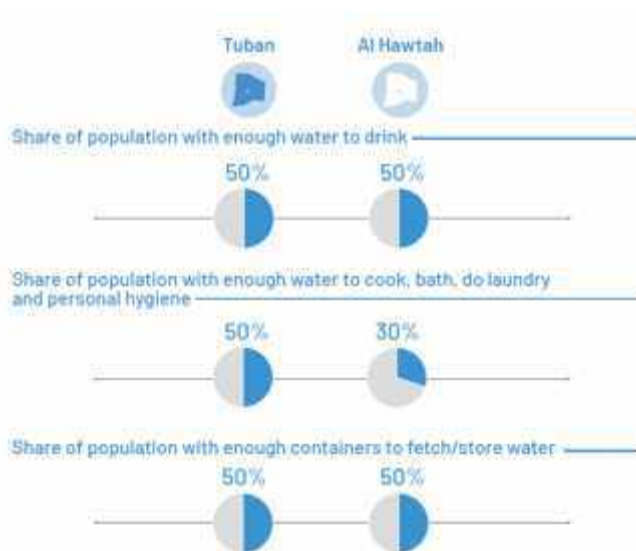 Tuban Al Hawtah
Share of population with enough water to drink
50% 50%
Share of population with enough water to cook, bath, do laundry
and personal hygiene
50% 30%
Share of population with enough containers to fetch/store water
50% 50%